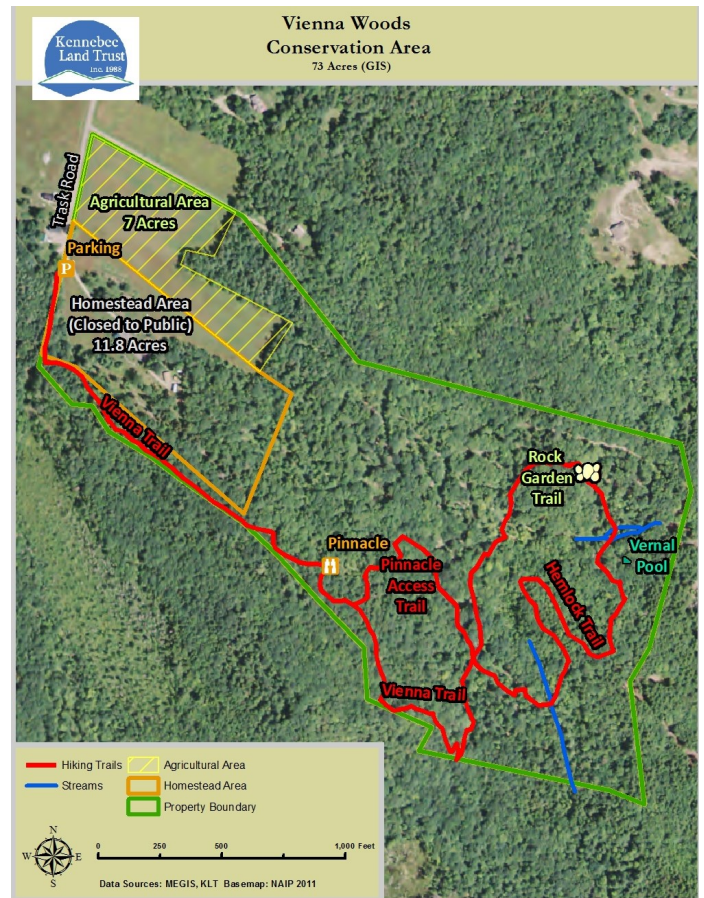 Kennebec
Land Trust
Inc. 1988
Vienna Woods
Conservation Area
73 Acres (GIS)
Trask Road
Agricultural Area
7 Acres
Parking
P
Homestead Area
(Closed to Public)
11.8 Acres
Vienna Trail
Rock
Garden
Trail
Vernal
Pool
Pinnacle
Pinnacle
Access
Trail
Hemlock Trail
Vienna Trail
Hiking Trails
Agricultural Area
Streams
Homestead Area
Property Boundary
N
W
E
S
0 250 500 1,000 Feet
Data Sources: MEGIS, KLT Basemap: NAIP 2011